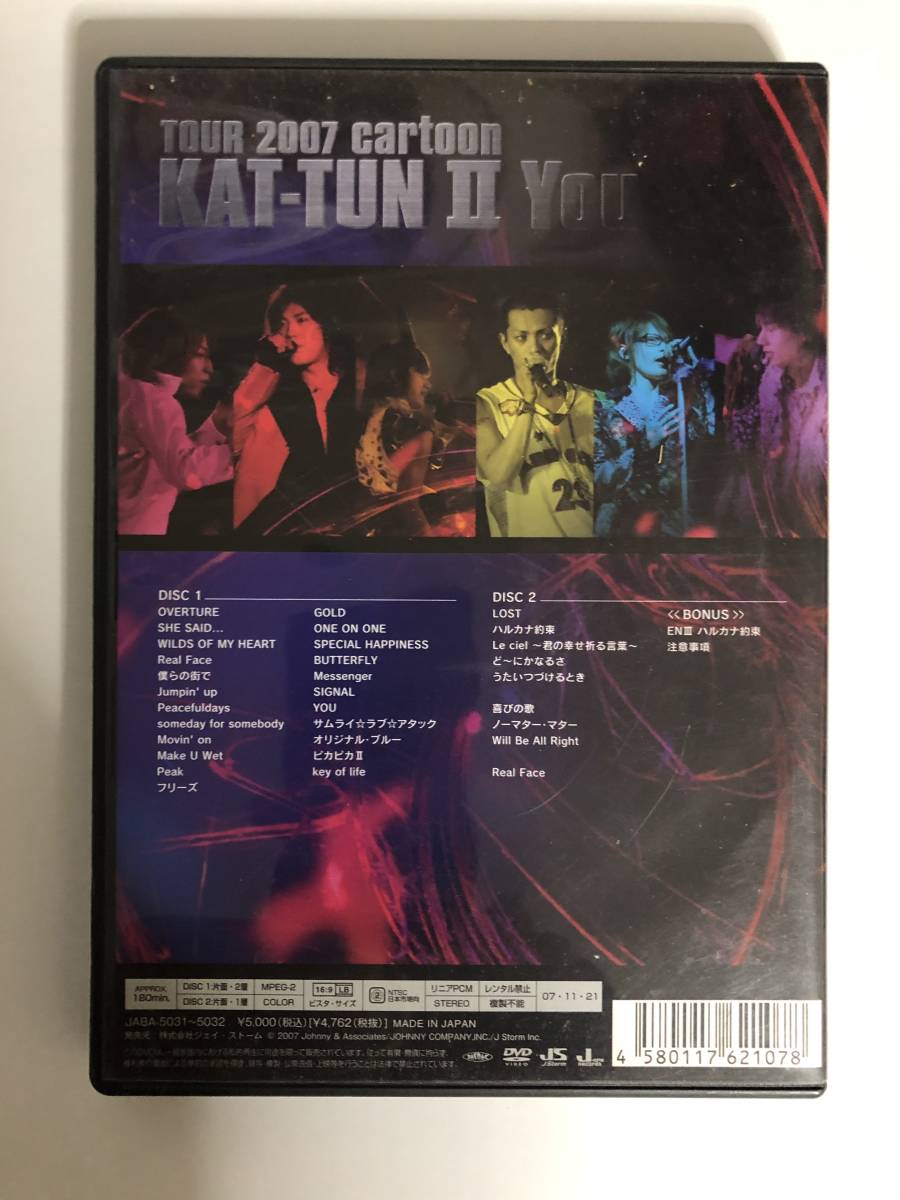 TOUR 2007 cartoon
KAT-TUN II You
DISC 1
OVERTURE
SHE SAID...
WILDS OF MY HEART
Real Face
僕らの街で
Jumpin' up
Peacefuldays
someday for somebody
Movin' on
Make U Wet
Peak
フリーズ
GOLD
ONE ON ONE
SPECIAL HAPPINESS
BUTTERFLY
Messenger
SIGNAL
YOU
サムライ☆ラブ☆アタック
オリジナル・ブルー
ピカピカⅡ
key of life
DISC 2
LOST
ハルカナ約束
Le ciel 〜君の幸せ祈る言葉〜
ど〜にかなるさ
うたいつづけるとき
喜びの歌
ノーマター・マター
Will Be All Right
Real Face
<<BONUS>>
ENⅢ ハルカナ約束
注意事項
APPROX. 180min.
DISC 1:片面・2層
DISC 2:片面・1層
MPEG-2
COLOR
16:9 LB
ビスタ・サイズ
2 NTSC 日本市場向
リニアPCM
STEREO
レンタル禁止
複製不能
07・11・21
JABA-5031〜5032 ¥5,000(税込)[¥4,762(税抜)] MADE IN JAPAN
発売元:株式会社ジェイ・ストーム © 2007 Johnny & Associates/JOHNNY COMPANY,INC./J Storm Inc.
DVD VIDEO
JS J Storm
J-One Records
4 580117 621078